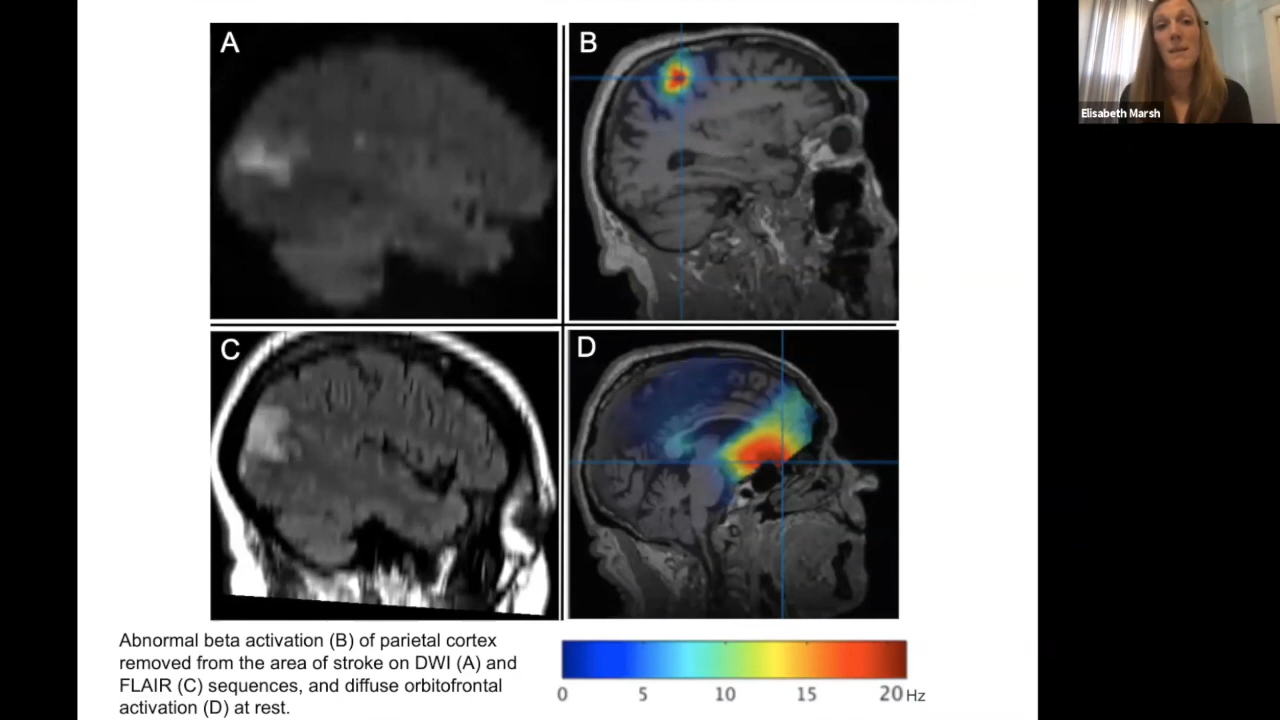 A
B
Elisabeth Marsh
C
D
Abnormal beta activation (B) of parietal cortex
removed from the area of stroke on DWI (A) and
FLAIR (C) sequences, and diffuse orbitofrontal
activation (D) at rest.
0 5 10 15 20 Hz